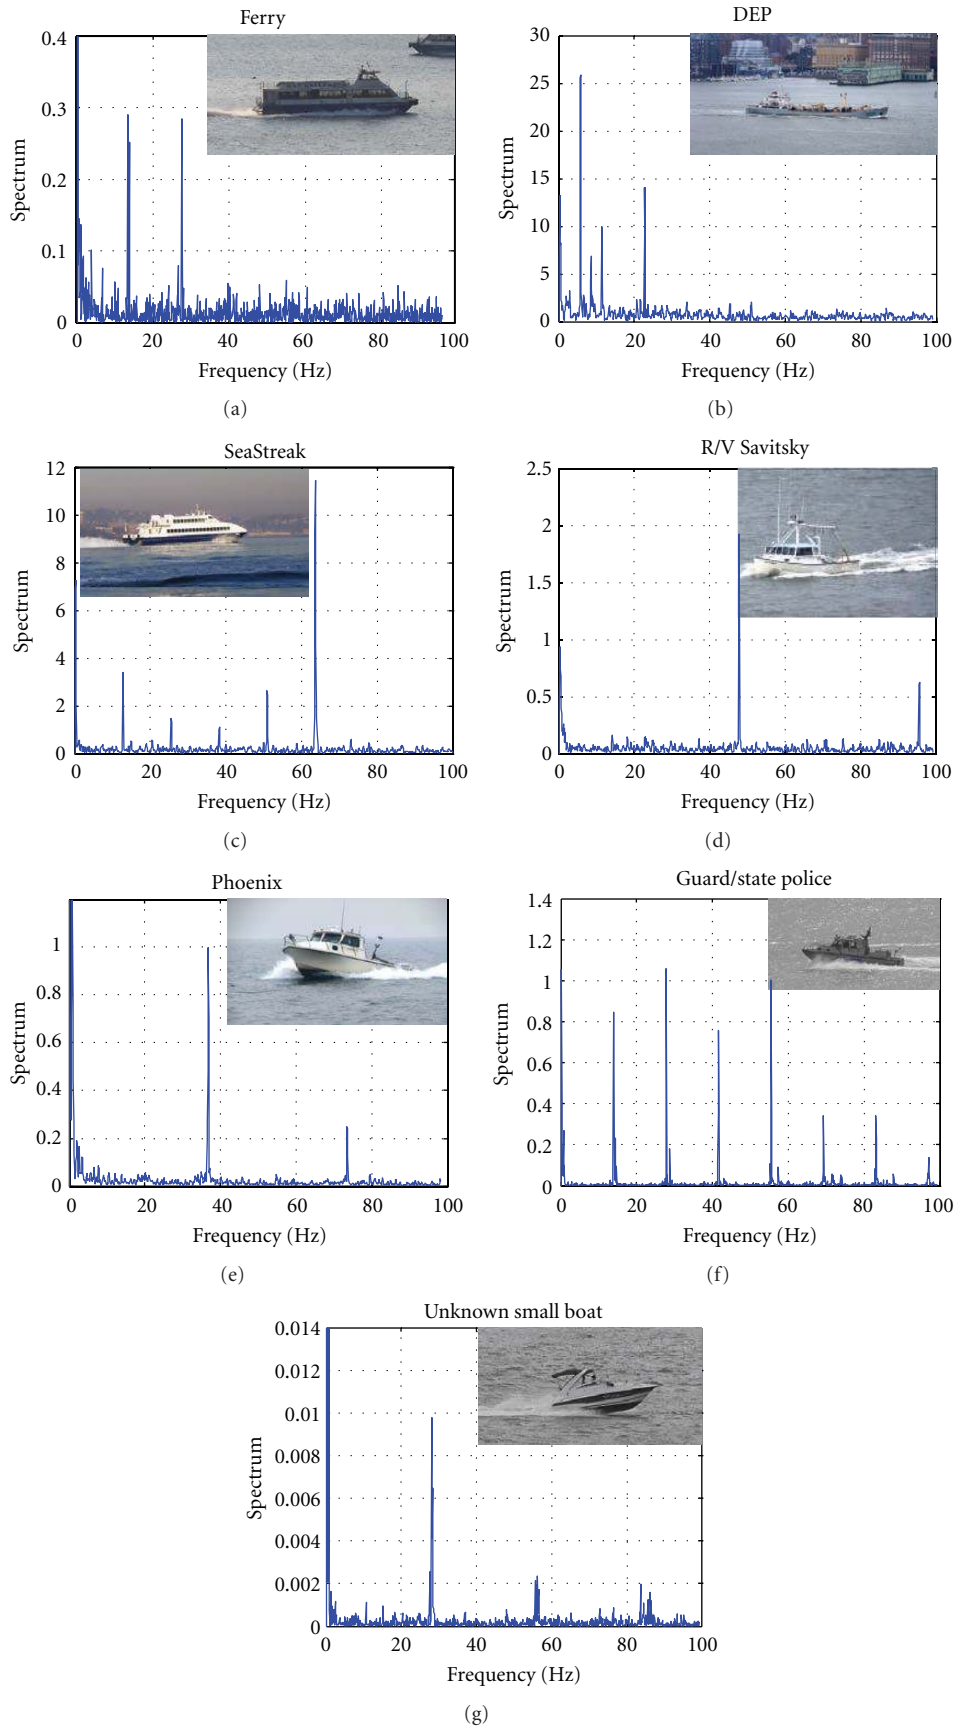 Ferry
0.4
0.3
0.2
0.1
0
Spectrum
0 20 40 60 80 100
Frequency (Hz)
(a)
DEP
30
25
20
15
10
5
0
Spectrum
0 20 40 60 80 100
Frequency (Hz)
(b)
SeaStreak
12
10
8
6
4
2
0
Spectrum
0 20 40 60 80 100
Frequency (Hz)
(c)
R/V Savitsky
2.5
2
1.5
1
0.5
0
Spectrum
0 20 40 60 80 100
Frequency (Hz)
(d)
Phoenix
1
0.8
0.6
0.4
0.2
0
Spectrum
0 20 40 60 80 100
Frequency (Hz)
(e)
Guard/state police
1.4
1.2
1
0.8
0.6
0.4
0.2
0
Spectrum
0 20 40 60 80 100
Frequency (Hz)
(f)
Unknown small boat
0.014
0.012
0.01
0.008
0.006
0.004
0.002
0
Spectrum
0 20 40 60 80 100
Frequency (Hz)
(g)